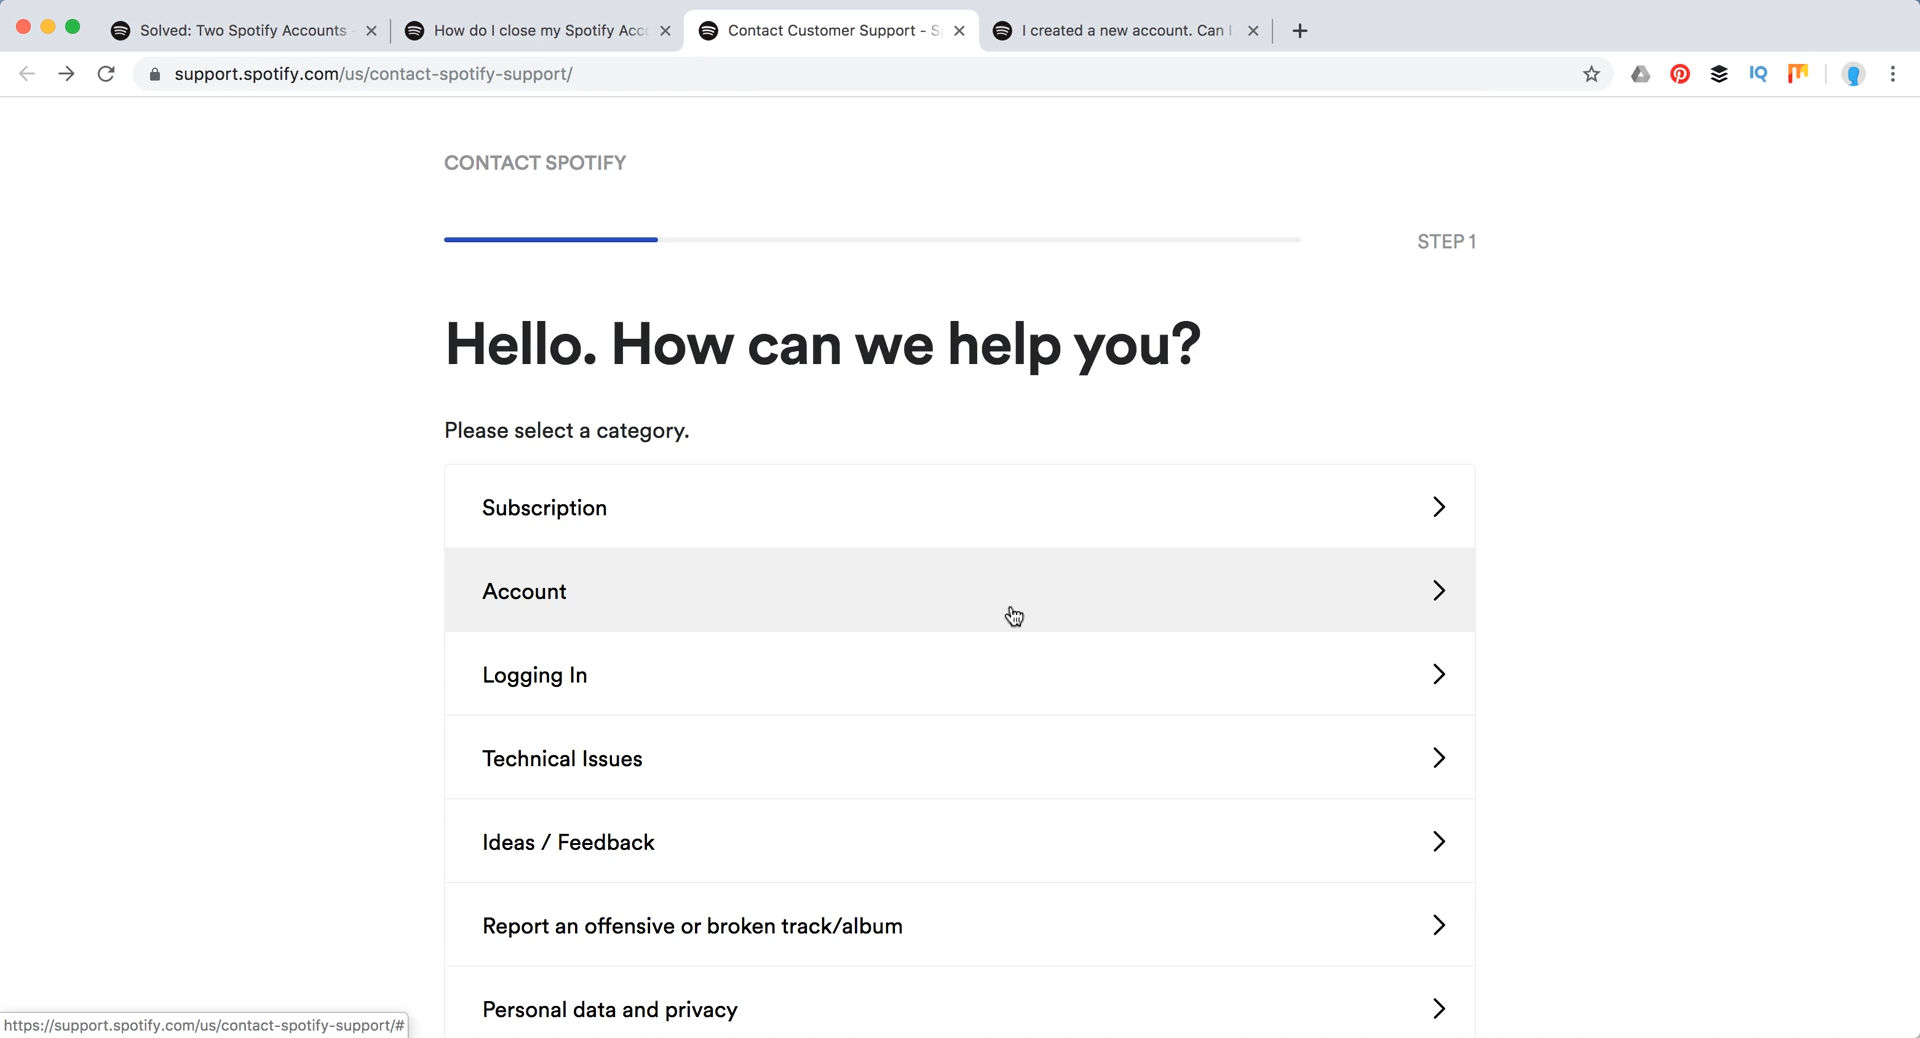 Solved: Two Spotify Accounts
How do I close my Spotify Acc
Contact Customer Support - S
I created a new account. Can I
support.spotify.com/us/contact-spotify-support/
IQ
CONTACT SPOTIFY
STEP 1
Hello. How can we help you?
Please select a category.
Subscription
Account
Logging In
Technical Issues
Ideas / Feedback
Report an offensive or broken track/album
Personal data and privacy
https://support.spotify.com/us/contact-spotify-support/#